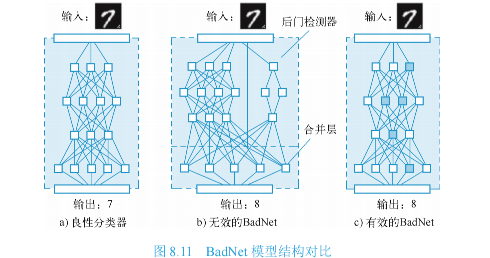 输入：
输入：
输入：
后门检测器
合并层
输出：7
输出：8
输出：8
a) 良性分类器
b) 无效的BadNet
c) 有效的BadNet
图 8.11 BadNet 模型结构对比